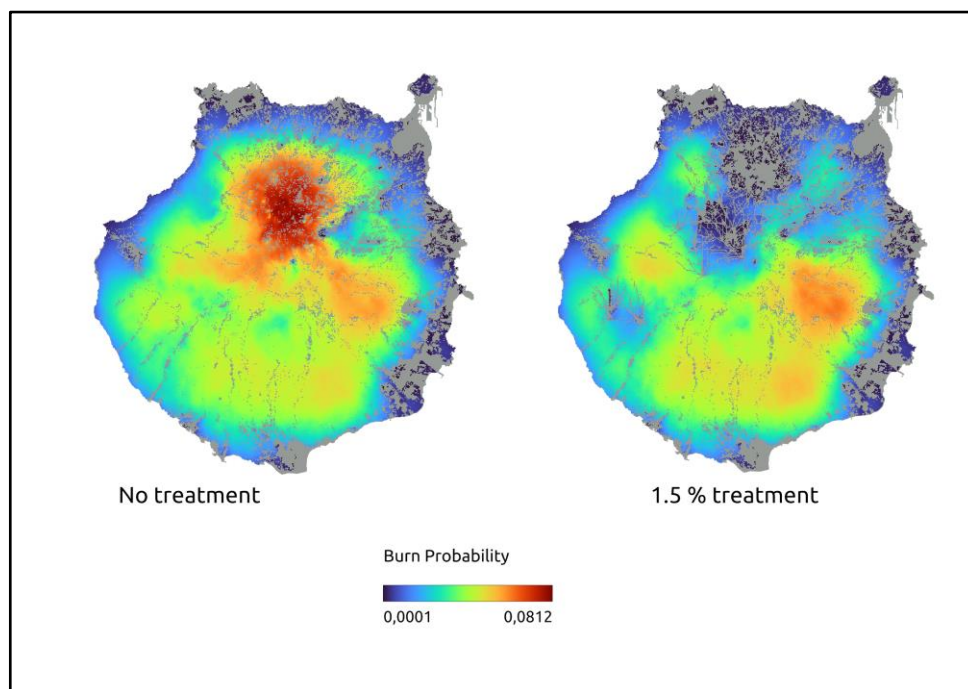 No treatment
1.5 % treatment
Burn Probability
0,0001
0,0812